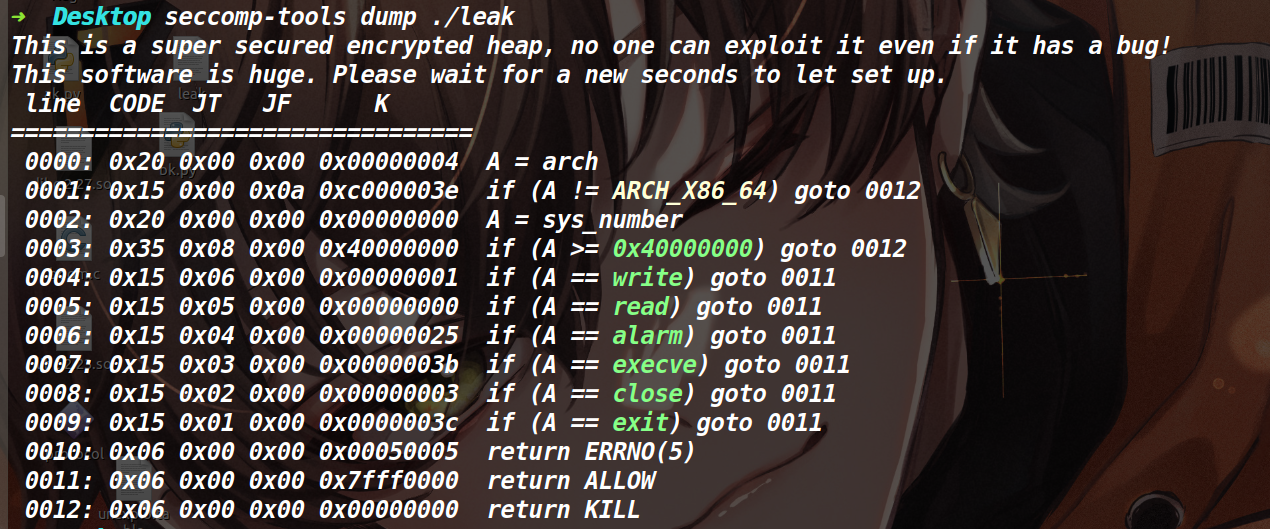 ➜  Desktop seccomp-tools dump ./leak
This is a super secured encrypted heap, no one can exploit it even if it has a bug!
This software is huge. Please wait for a new seconds to let set up.
 line  CODE  JT   JF      K
=================================
 0000: 0x20 0x00 0x00 0x00000004  A = arch
 0001: 0x15 0x00 0x0a 0xc000003e  if (A != ARCH_X86_64) goto 0012
 0002: 0x20 0x00 0x00 0x00000000  A = sys_number
 0003: 0x35 0x08 0x00 0x40000000  if (A >= 0x40000000) goto 0012
 0004: 0x15 0x06 0x00 0x00000001  if (A == write) goto 0011
 0005: 0x15 0x05 0x00 0x00000000  if (A == read) goto 0011
 0006: 0x15 0x04 0x00 0x00000025  if (A == alarm) goto 0011
 0007: 0x15 0x03 0x00 0x0000003b  if (A == execve) goto 0011
 0008: 0x15 0x02 0x00 0x00000003  if (A == close) goto 0011
 0009: 0x15 0x01 0x00 0x0000003c  if (A == exit) goto 0011
 0010: 0x06 0x00 0x00 0x00050005  return ERRNO(5)
 0011: 0x06 0x00 0x00 0x7fff0000  return ALLOW
 0012: 0x06 0x00 0x00 0x00000000  return KILL